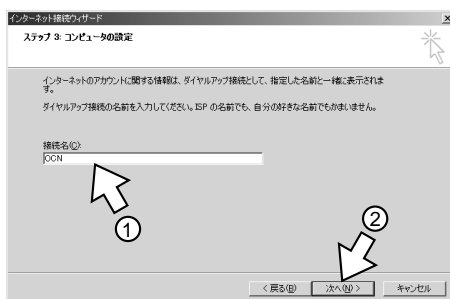 インターネット接続ウィザード
ステップ 3: コンピュータの設定
インターネットのアカウントに関する情報は、ダイヤルアップ接続として、指定した名前と一緒に表示されま
す。
ダイヤルアップ接続の名前を入力してください。ISP の名前でも、自分の好きな名前でもかまいません。
接続名(C):
OCN
①
②
< 戻る(B)
次へ(N) >
キャンセル